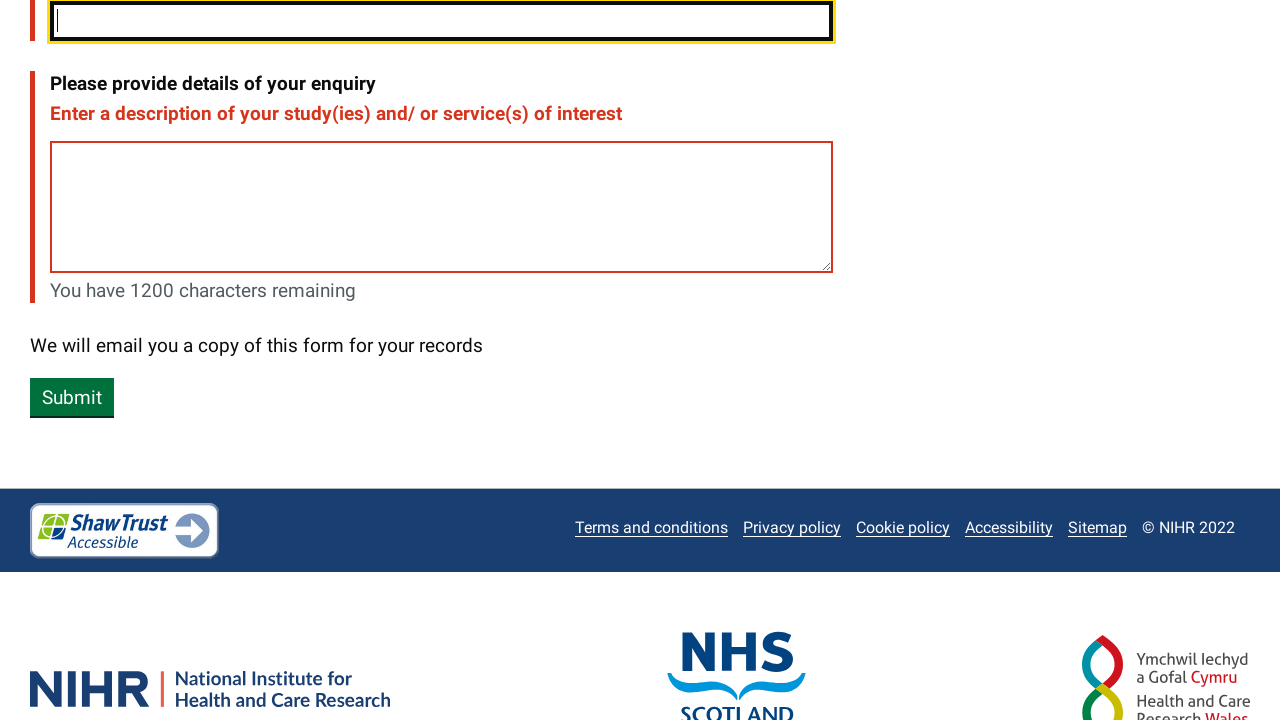 Please provide details of your enquiry
Enter a description of your study(ies) and/ or service(s) of interest
You have 1200 characters remaining
We will email you a copy of this form for your records
Submit
Shaw Trust
Accessible
Terms and conditions Privacy policy Cookie policy Accessibility Sitemap © NIHR 2022
NIHR | National Institute for
Health and Care Research
NHS
SCOTLAND
Ymchwil Iechyd
a Gofal Cymru
Health and Care
Research Wales